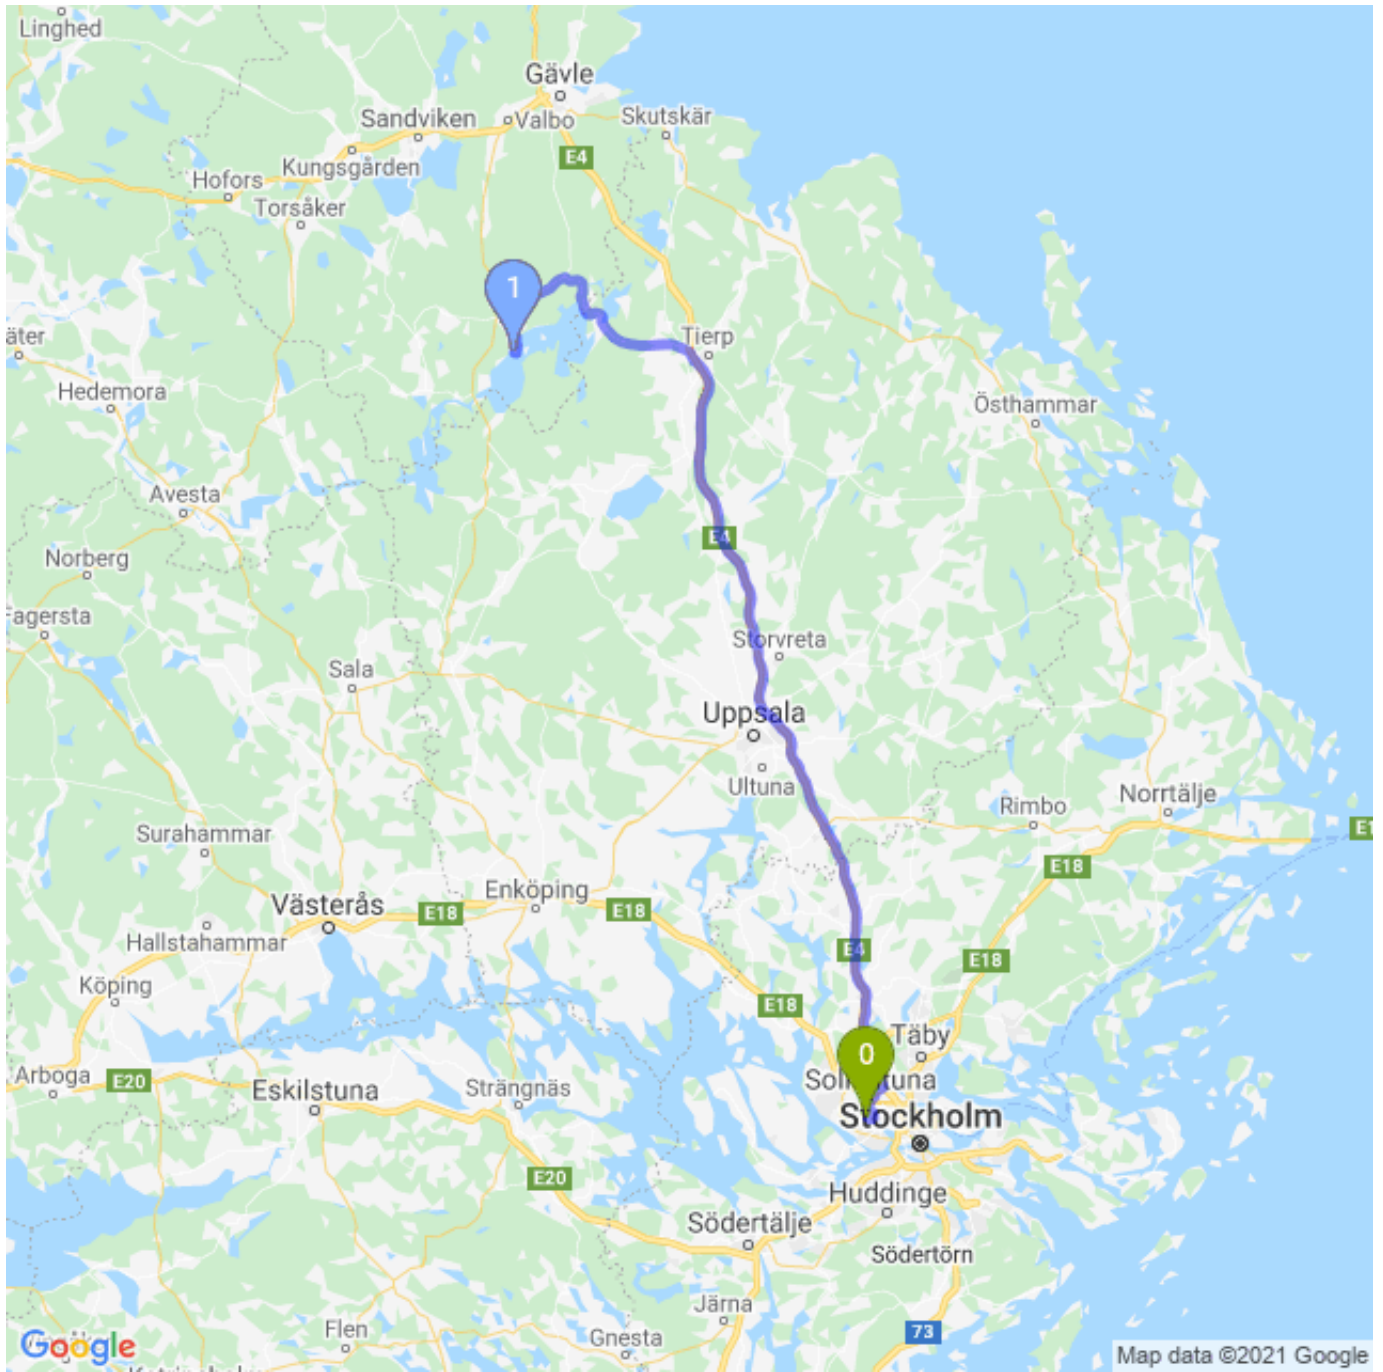 Linghed
Gävle
Sandviken
Valbo
Skutskär
Kungsgården
E4
Hofors
Torsåker
1
äter
Tierp
Hedemora
Östhammar
Avesta
E4
Norberg
Fagersta
Storvreta
Sala
Uppsala
Ultuna
Norrtälje
Rimbo
Surahammar
E1
E18
Enköping
Västerås
E18
E18
Hallstahammar
E4
E18
Köping
E18
Täby
0
Arboga
E20
Eskilstuna
Strängnäs
Stockholm
E20
Huddinge
Södertälje
Södertörn
Järna
Flen
Gnesta
73
Google
Map data ©2021 Google